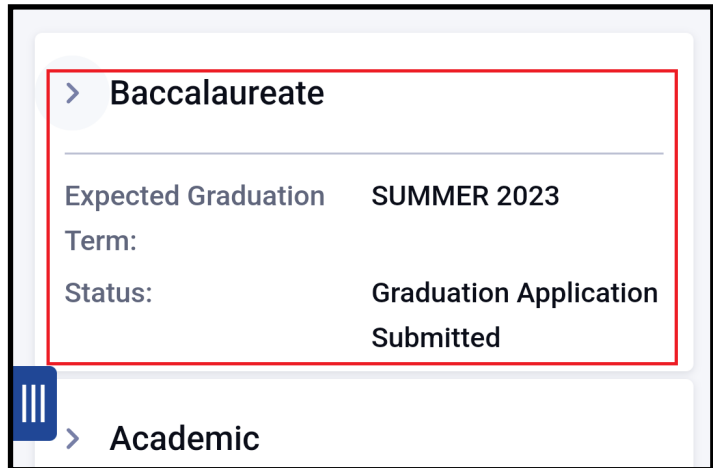 Baccalaureate
Expected Graduation SUMMER 2023
Term:
Status: Graduation Application
Submitted
Academic